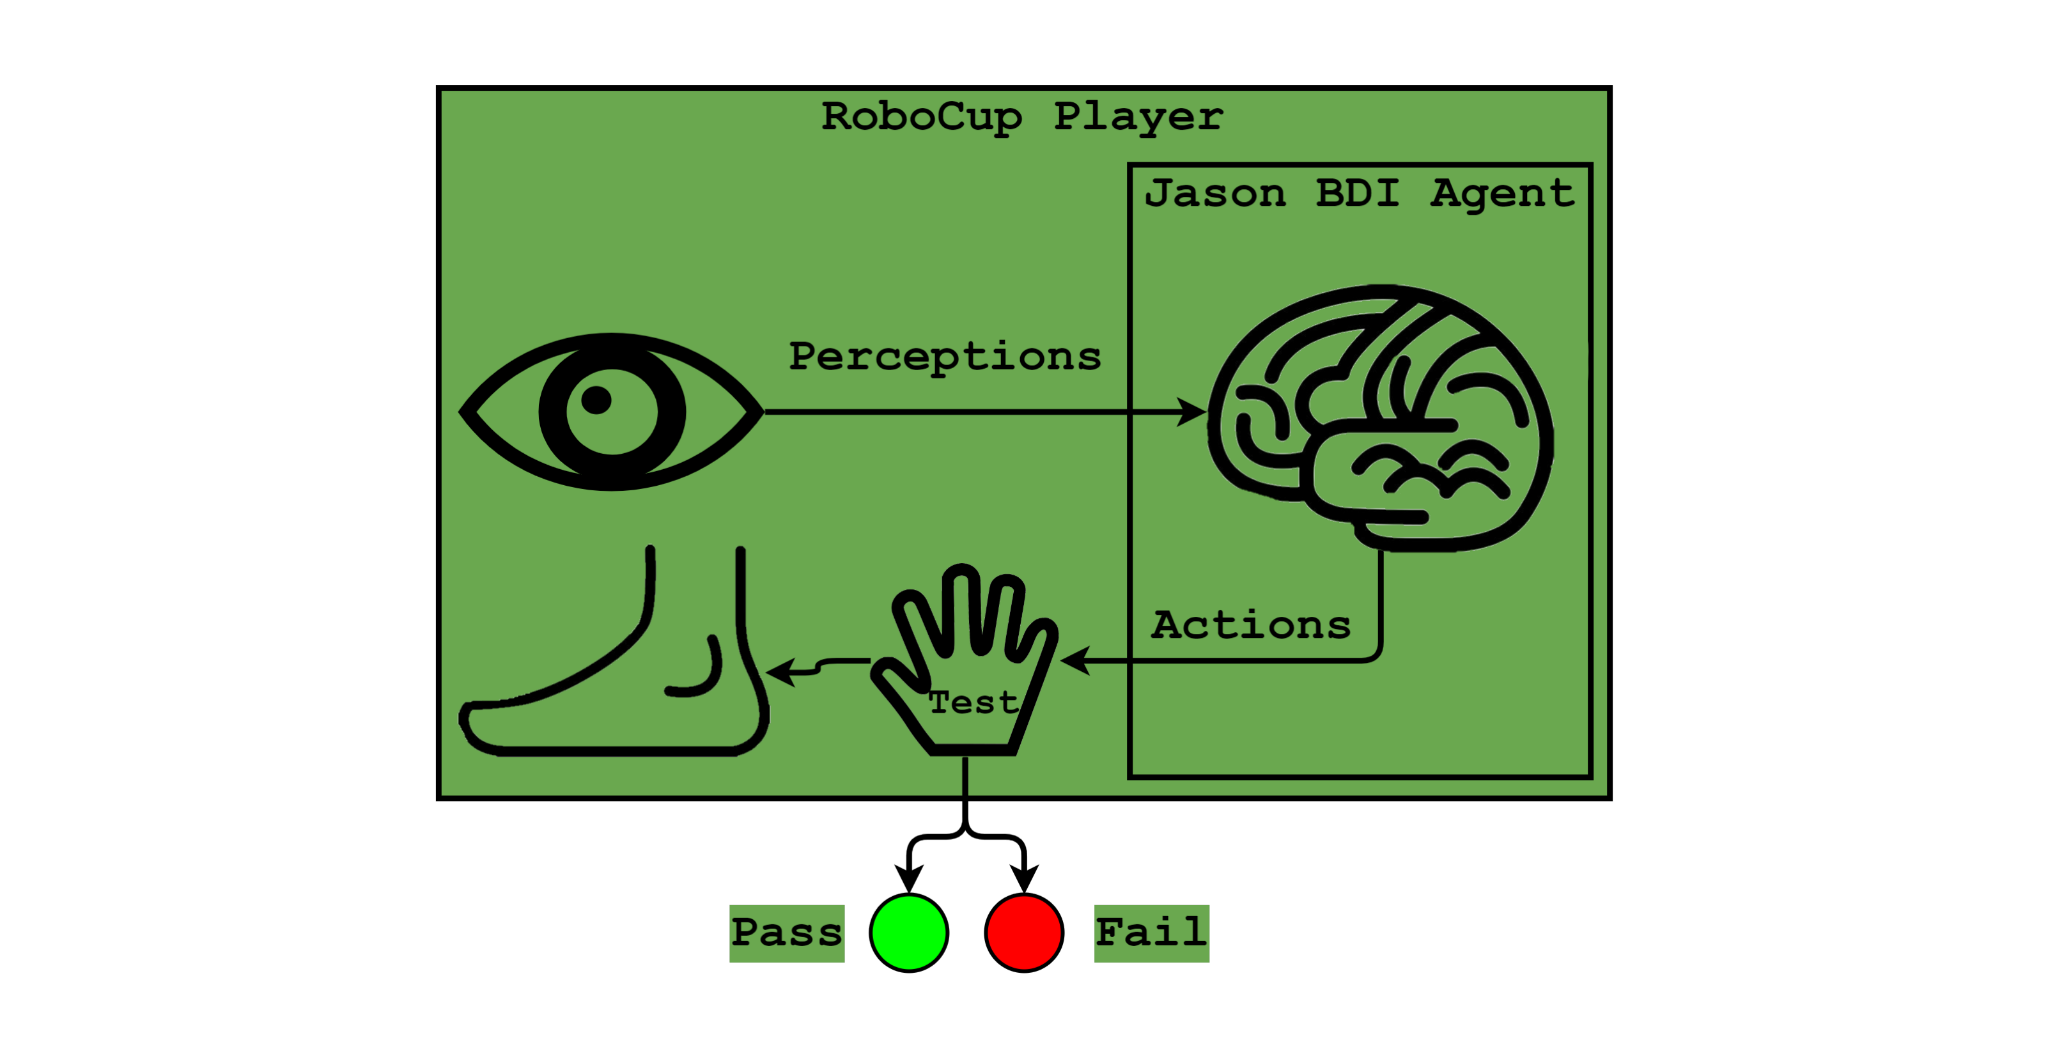 RoboCup Player
Jason BDI Agent
Perceptions
Actions
Test
Pass
Fail